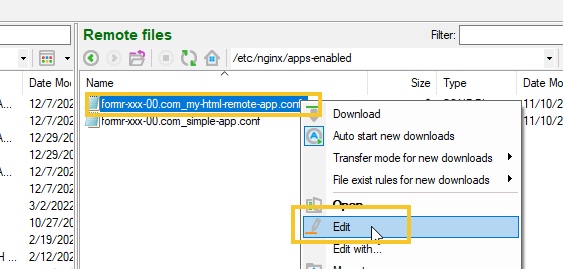 Remote files
Filter:
/etc/nginx/apps-enabled
Date Mo
Name
Size
Type
Date Mo
12/7/202
formr-xxx-00.com_my-html-remote-app.conf
11/10/2
12/7/202
formr-xxx-00.com_simple-app.conf
11/10/2
12/29/20
Download
12/29/20
Auto start new downloads
12/7/202
Transfer mode for new downloads
12/7/202
File exist rules for new downloads
3/2/2022
Open
10/27/20
Edit
2/19/202
Edit with...
2/12/202